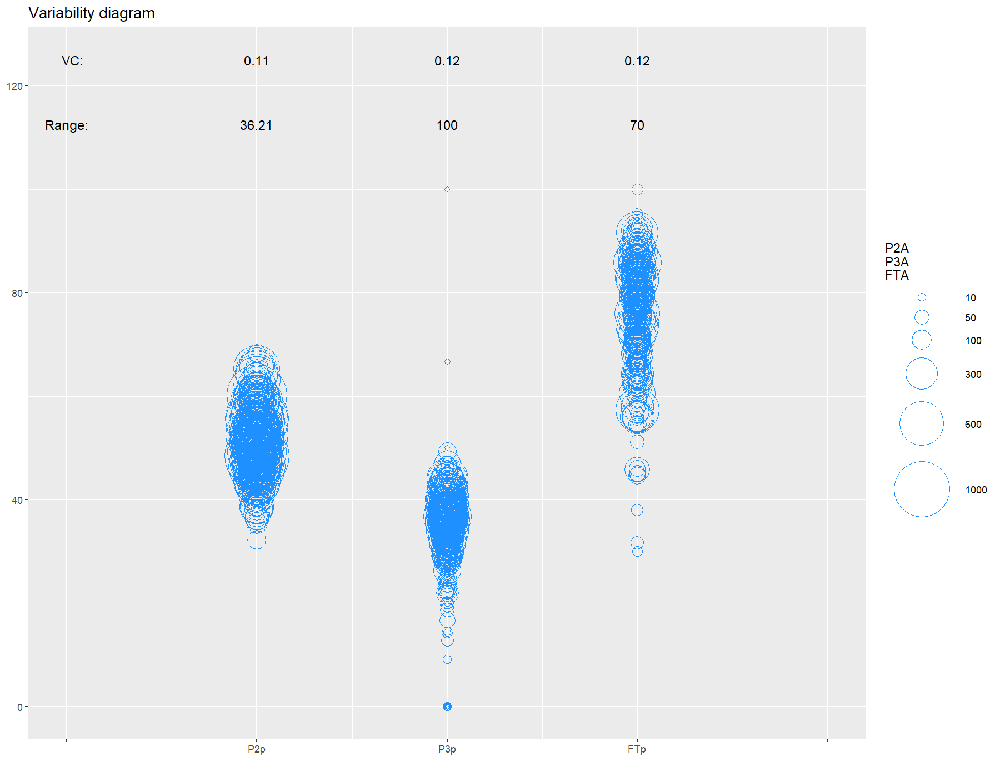 Variability diagram
VC: 0.11 0.12 0.12
120
Range: 36.21 100 70
80
40
0
P2p P3p FTp
P2A
P3A
FTA
10
50
100
300
600
1000